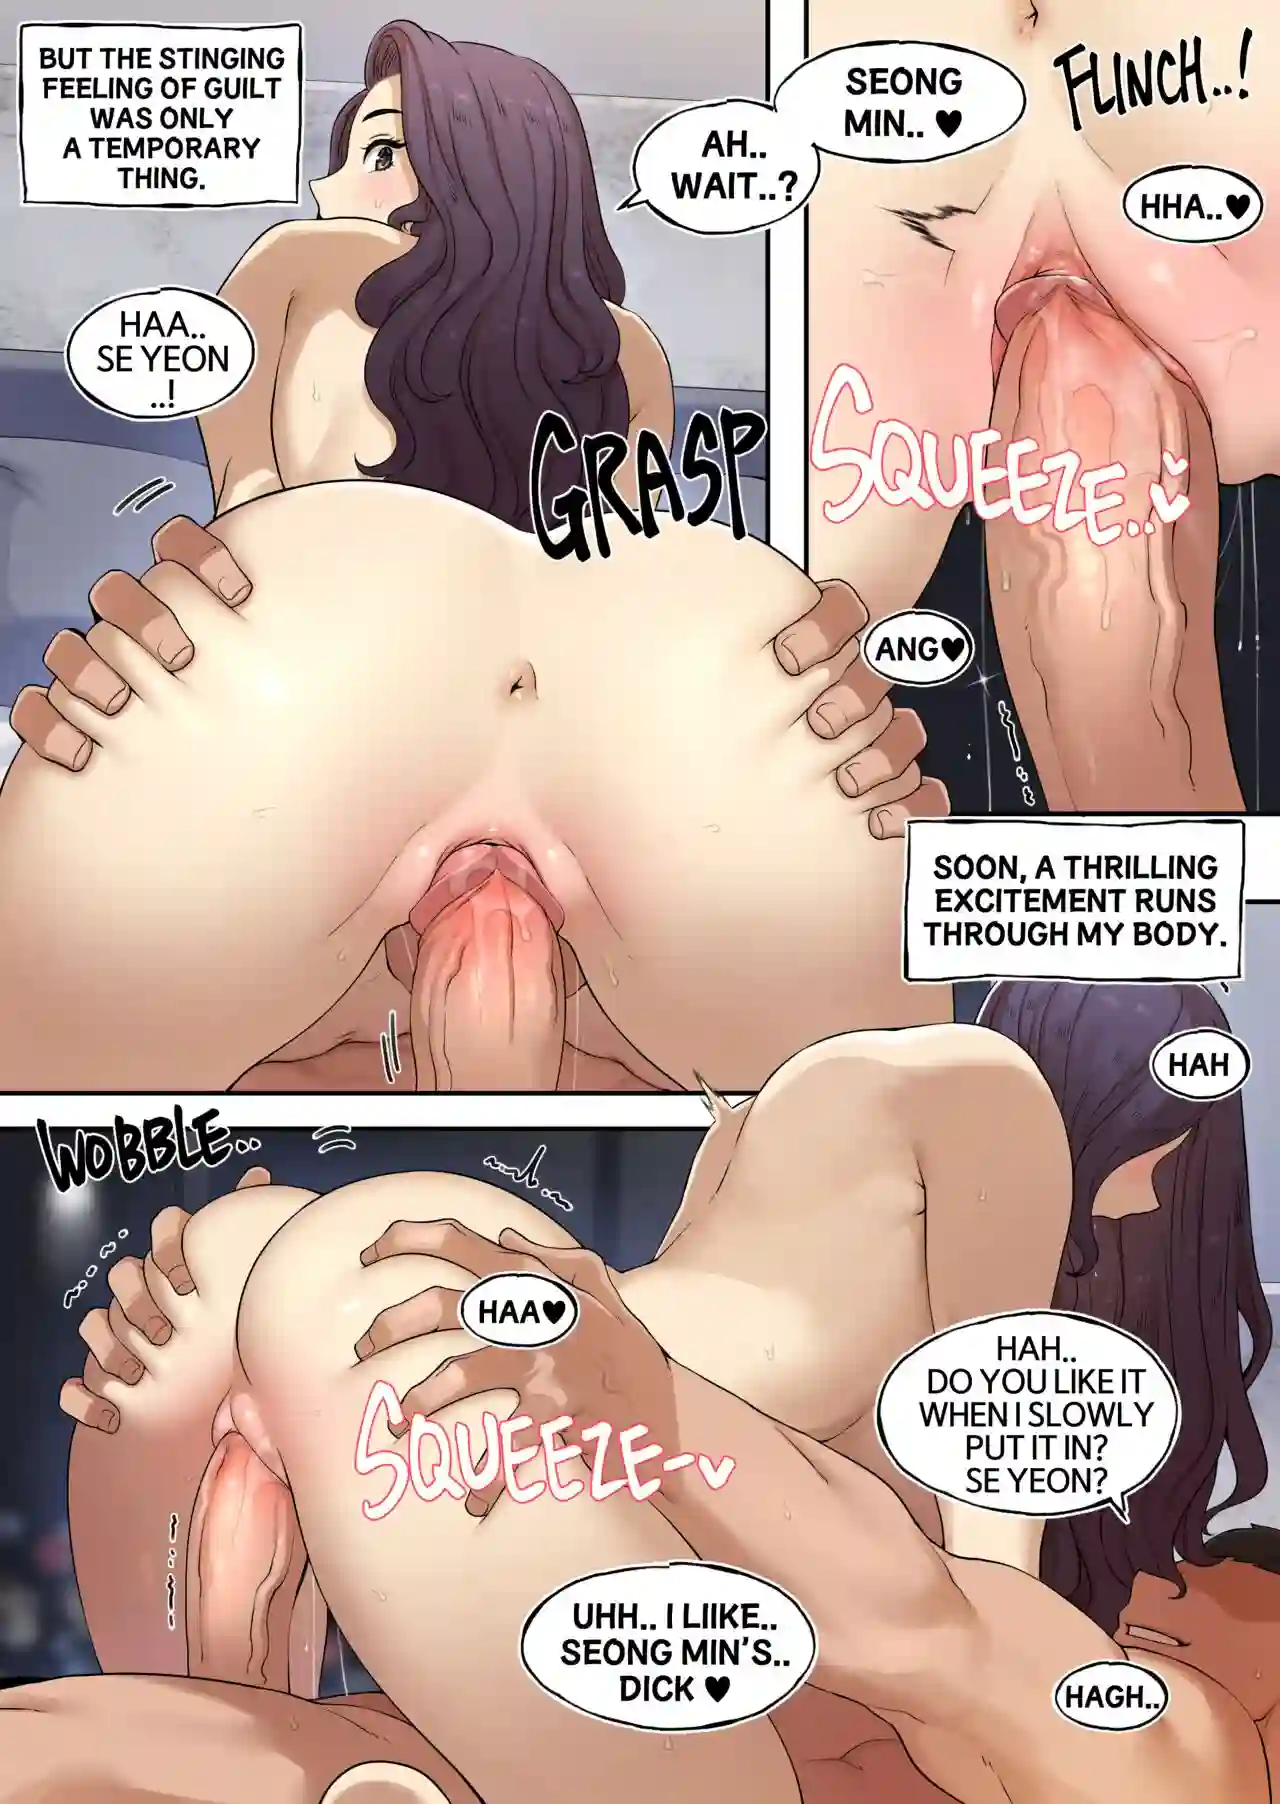 BUT THE STINGING
FEELING OF GUILT
WAS ONLY
A TEMPORARY
THING.
AH..
WAIT..?
SEONG
MIN.. ♥
FLINCH..!
HHA..♥
HAA..
SE YEON
..!
GRASP
SQUEEZE..♥
ANG♥
SOON, A THRILLING
EXCITEMENT RUNS
THROUGH MY BODY.
HAH
WOBBLE..
HAA♥
HAH..
DO YOU LIKE IT
WHEN I SLOWLY
PUT IT IN?
SE YEON?
SQUEEZE-♥
UHH.. I LIIKE..
SEONG MIN'S..
DICK ♥
HAGH..